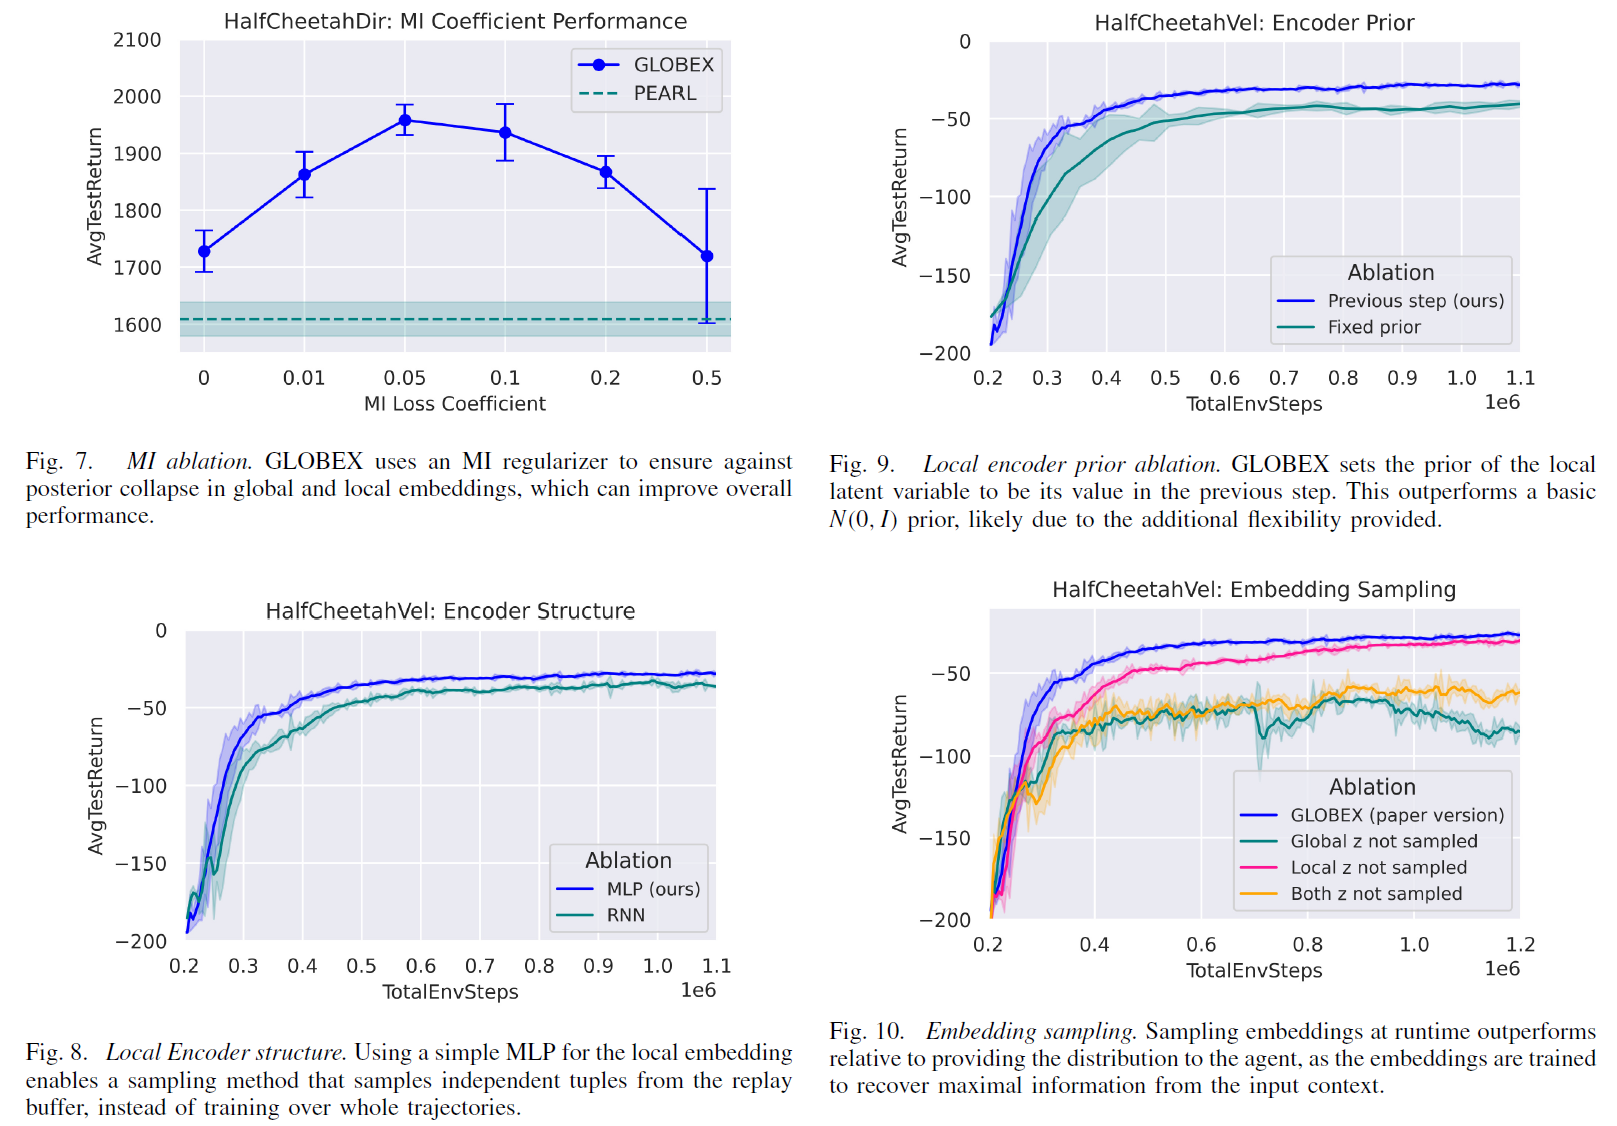 HalfCheetahDir: MI Coefficient Performance
2100
2000
1900
1800
1700
1600
AvgTestReturn
GLOBEX
PEARL
0 0.01 0.05 0.1 0.2 0.5
MI Loss Coefficient
Fig. 7. MI ablation. GLOBEX uses an MI regularizer to ensure against
posterior collapse in global and local embeddings, which can improve overall
performance.
HalfCheetahVel: Encoder Structure
0
−50
−100
−150
−200
AvgTestReturn
Ablation
MLP (ours)
RNN
0.2 0.3 0.4 0.5 0.6 0.7 0.8 0.9 1.0 1.1
TotalEnvSteps
1e6
Fig. 8. Local Encoder structure. Using a simple MLP for the local embedding
enables a sampling method that samples independent tuples from the replay
buffer, instead of training over whole trajectories.
HalfCheetahVel: Encoder Prior
0
−50
−100
−150
−200
AvgTestReturn
Ablation
Previous step (ours)
Fixed prior
0.2 0.3 0.4 0.5 0.6 0.7 0.8 0.9 1.0 1.1
TotalEnvSteps
1e6
Fig. 9. Local encoder prior ablation. GLOBEX sets the prior of the local
latent variable to be its value in the previous step. This outperforms a basic
N(0, I) prior, likely due to the additional flexibility provided.
HalfCheetahVel: Embedding Sampling
−50
−100
−150
−200
AvgTestReturn
Ablation
GLOBEX (paper version)
Global z not sampled
Local z not sampled
Both z not sampled
0.2 0.4 0.6 0.8 1.0 1.2
TotalEnvSteps
1e6
Fig. 10. Embedding sampling. Sampling embeddings at runtime outperforms
relative to providing the distribution to the agent, as the embeddings are trained
to recover maximal information from the input context.